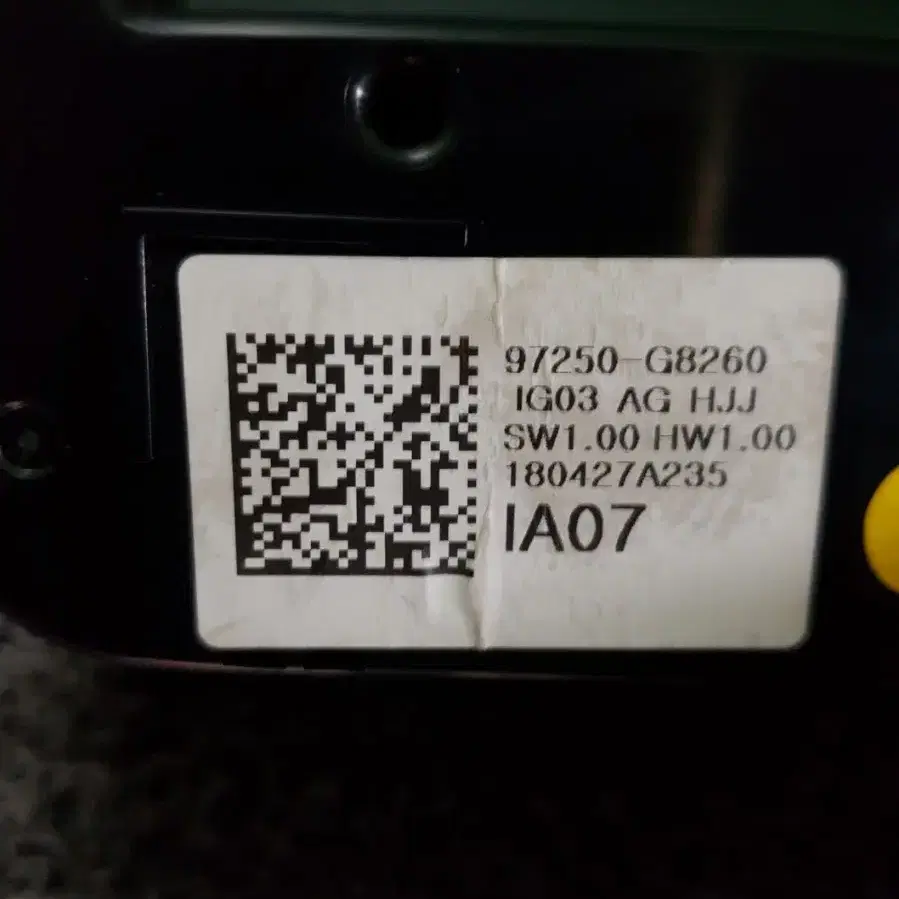 97250-G8260
IG03 AG HJJ
SW1.00 HW1.00
180427A235
IA07